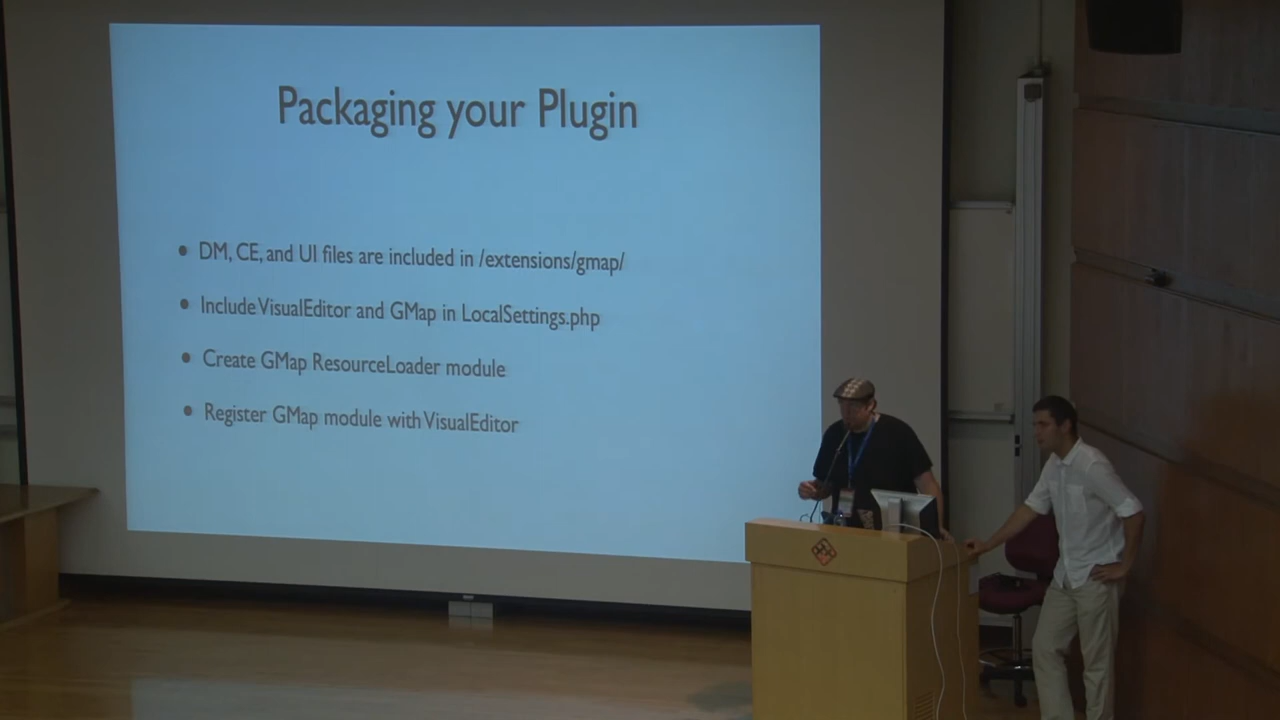 Packaging your Plugin
• DM, CE, and UI files are included in /extensions/gmap/
• Include VisualEditor and GMap in LocalSettings.php
• Create GMap ResourceLoader module
• Register GMap module with VisualEditor